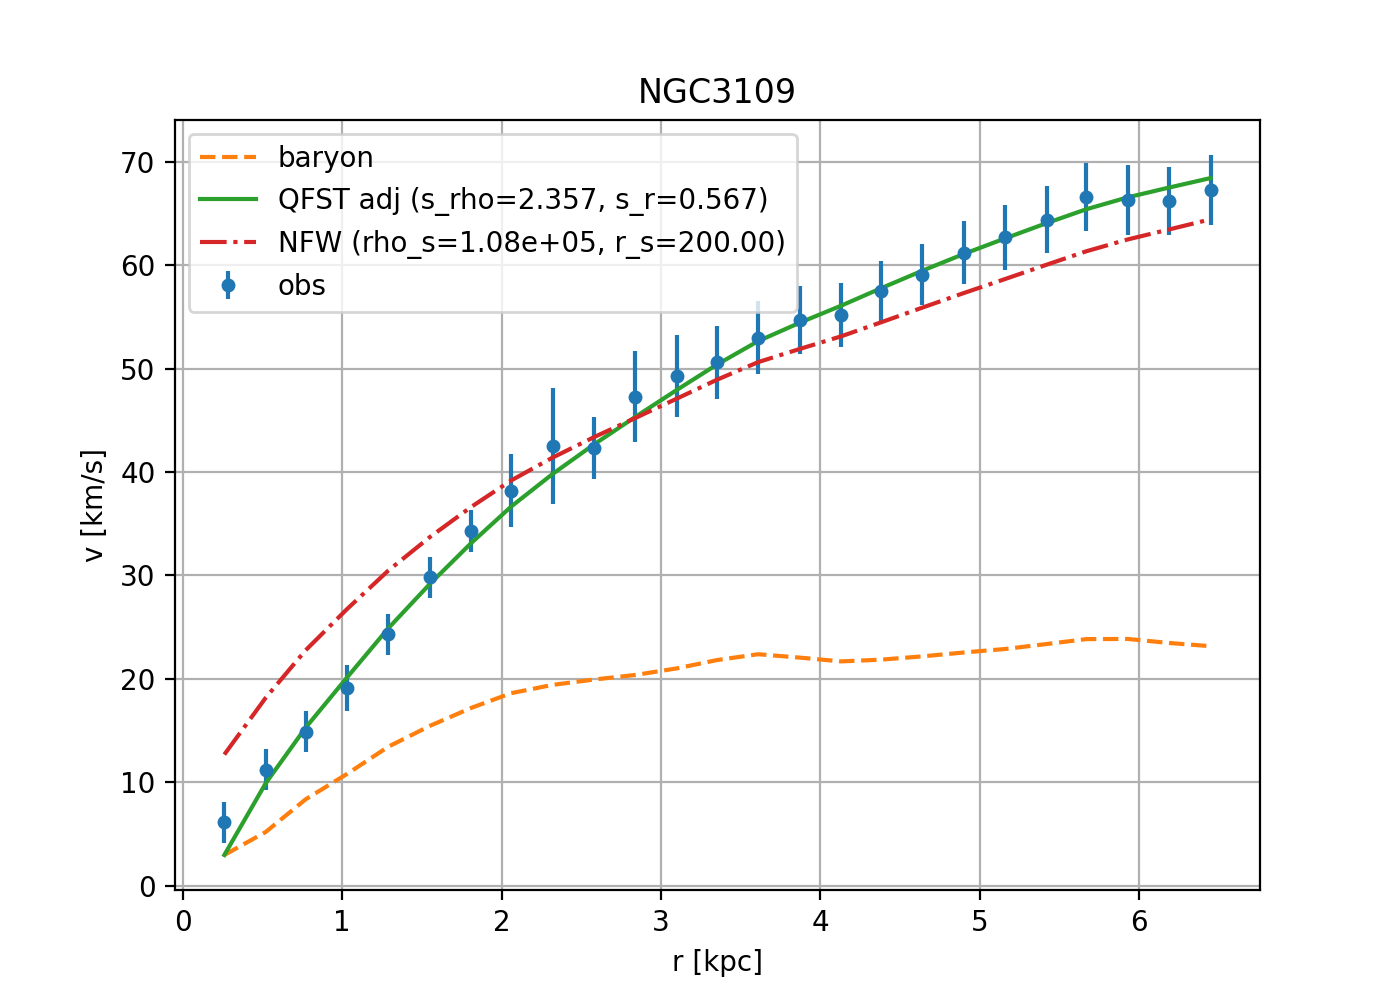 NGC3109
baryon
QFST adj (s_rho=2.357, s_r=0.567)
NFW (rho_s=1.08e+05, r_s=200.00)
obs
70
60
50
40
30
20
10
0
v [km/s]
0 1 2 3 4 5 6
r [kpc]